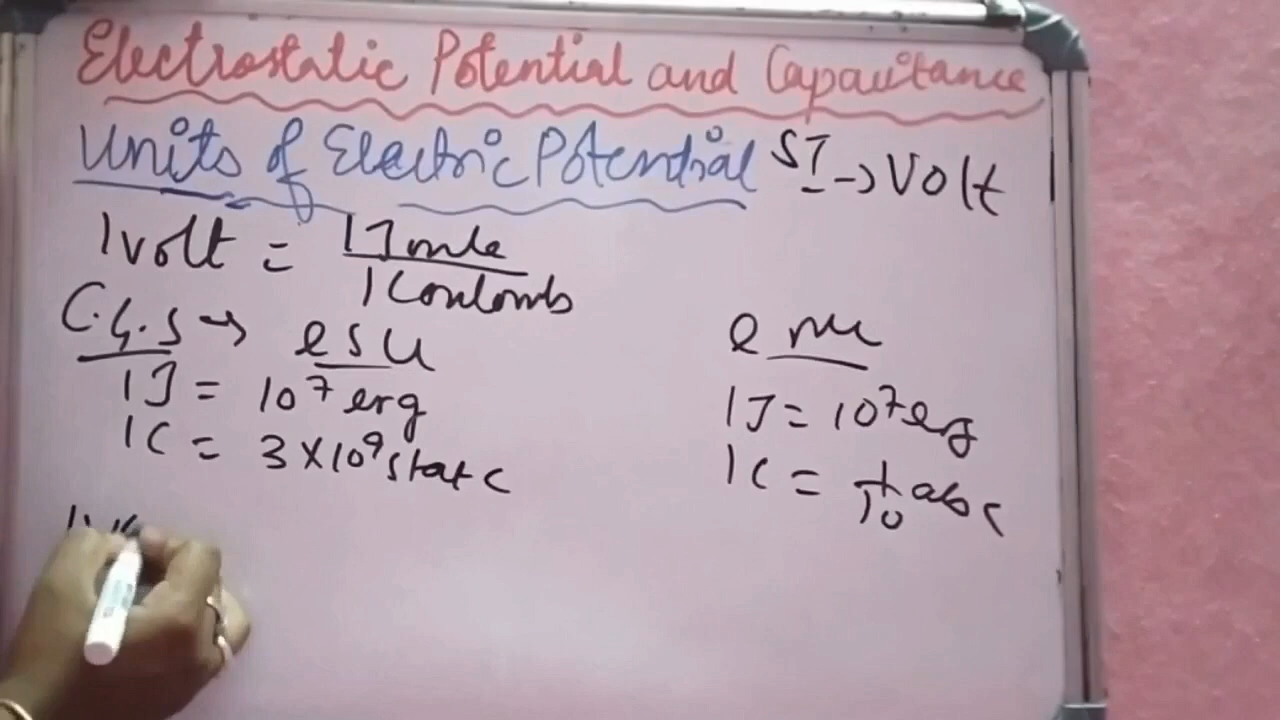 Electrostatic Potential and Capacitance
Units of Electric Potential SI -> Volt
1 volt = 1 Joule / 1 Coulomb
C.G.S → esu
1J = 10⁷ erg
1C = 3 X 10⁹ stat C
emu
1J = 10⁷ erg
1C = 1/10 ab C